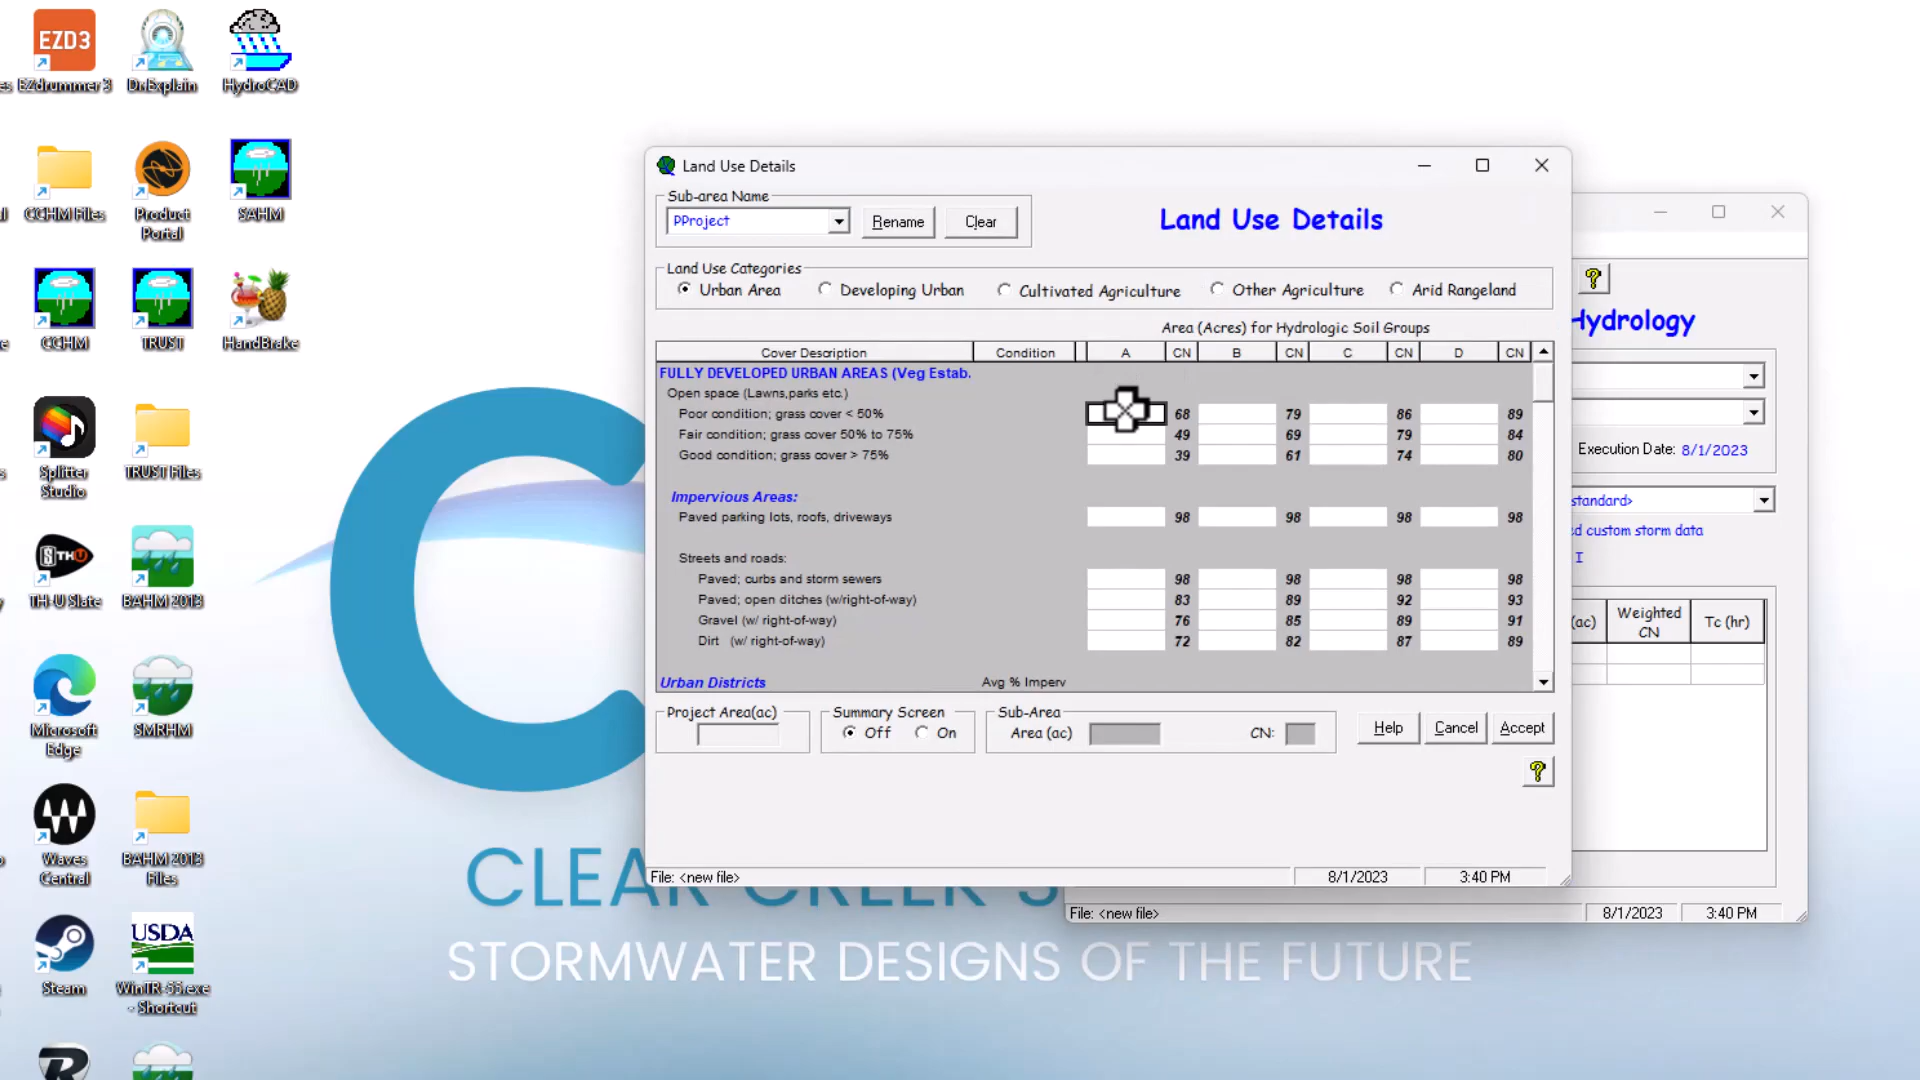 EZD3
EZdrummer 3
Dr.Explain
HydroCAD
CCHM Files
Product
Portal
SAHM
CCHM
TRUST
HandBrake
Splitter
Studio
TRUST Files
STHU
TH-U Slate
BAHM 2013
Microsoft
Edge
SMRHM
Waves
Central
BAHM 2013
Files
Steam
USDA
WinTR-55.exe
- Shortcut
Land Use Details
Sub-area Name
PProject
Rename
Clear
Land Use Details
Land Use Categories
Urban Area
Developing Urban
Cultivated Agriculture
Other Agriculture
Arid Rangeland
Area (Acres) for Hydrologic Soil Groups
Cover Description Condition A CN B CN C CN D CN
FULLY DEVELOPED URBAN AREAS (Veg Estab.
Open space (Lawns,parks etc.)
Poor condition; grass cover < 50% 68 79 86 89
Fair condition; grass cover 50% to 75% 49 69 79 84
Good condition; grass cover > 75% 39 61 74 80
Impervious Areas:
Paved parking lots, roofs, driveways 98 98 98 98
Streets and roads:
Paved; curbs and storm sewers 98 98 98 98
Paved; open ditches (w/right-of-way) 83 89 92 93
Gravel (w/ right-of-way) 76 85 89 91
Dirt (w/ right-of-way) 72 82 87 89
Urban Districts Avg % Imperv
Project Area(ac)
Summary Screen
Off On
Sub-Area
Area (ac) CN:
Help
Cancel
Accept
?
File: <new file> 8/1/2023 3:40 PM
?
Hydrology
Execution Date: 8/1/2023
standard>
ed custom storm data
I
(ac)
Weighted
CN
Tc (hr)
File: <new file> 8/1/2023 3:40 PM
CLEAR CREEK S
STORMWATER DESIGNS OF THE FUTURE